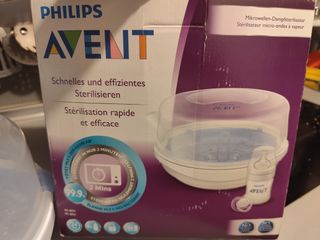 PHILIPS
AVENT
Mikrowellen-Dampfsterilisator
Stérilisateur micro-ondes à vapeur
Schnelles und effizientes
Sterilisieren
Stérilisation rapide
et efficace
99.9
2 Mins
PHILIPS
AVENT